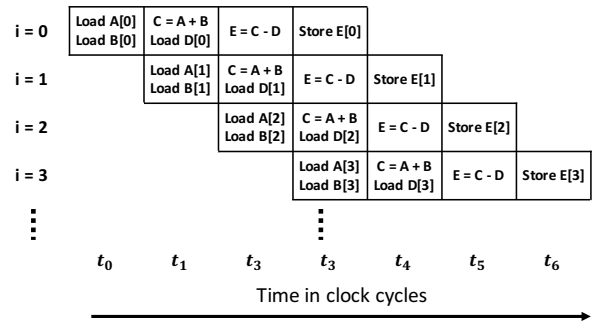 i = 0
Load A[0]
Load B[0]
C = A + B
Load D[0]
E = C - D
Store E[0]
i = 1
Load A[1]
Load B[1]
C = A + B
Load D[1]
E = C - D
Store E[1]
i = 2
Load A[2]
Load B[2]
C = A + B
Load D[2]
E = C - D
Store E[2]
i = 3
Load A[3]
Load B[3]
C = A + B
Load D[3]
E = C - D
Store E[3]
t₀ t₁ t₃ t₃ t₄ t₅ t₆
Time in clock cycles